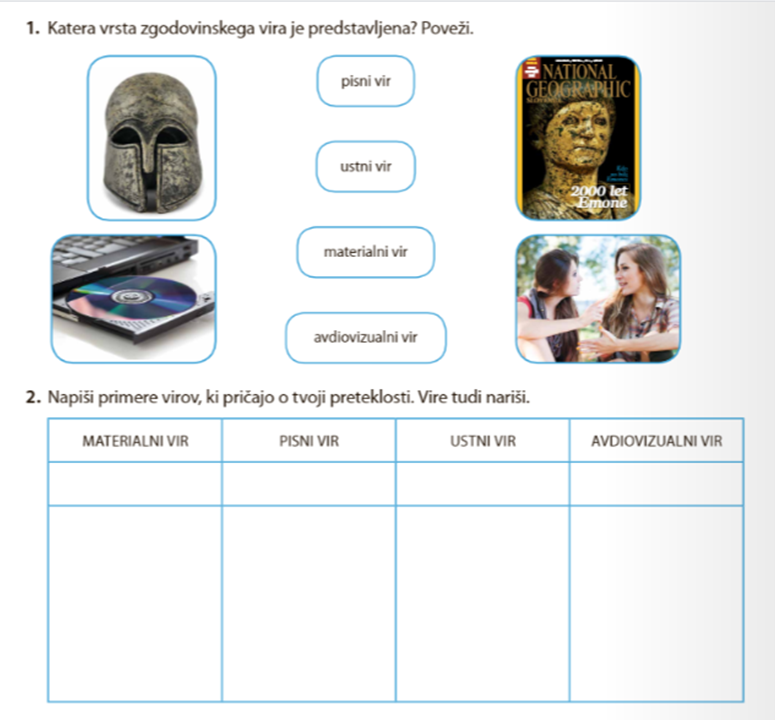 1. Katera vrsta zgodovinskega vira je predstavljena? Poveži.
pisni vir
ustni vir
materialni vir
avdiovizualni vir
NATIONAL
GEOGRAPHIC
SLOVENIJA
2000 let
Emone
2. Napiši primere virov, ki pričajo o tvoji preteklosti. Vire tudi nariši.
MATERIALNI VIR PISNI VIR USTNI VIR AVDIOVIZUALNI VIR